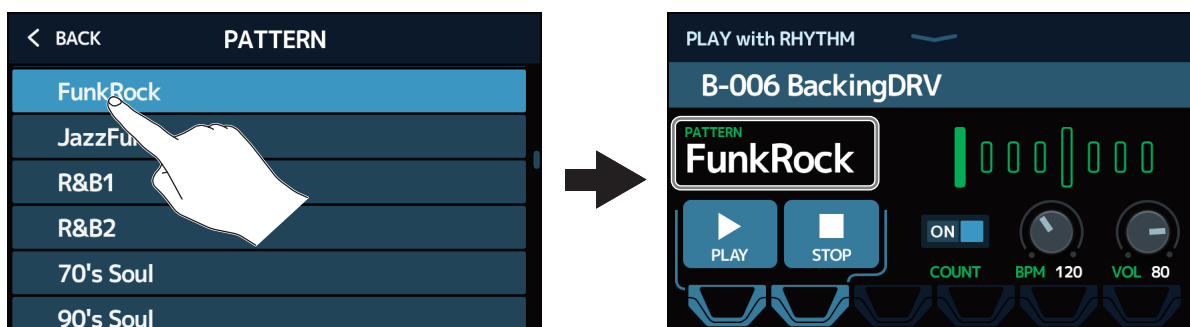 BACK
PATTERN
FunkRock
JazzFu
R&B1
R&B2
70's Soul
90's Soul
PLAY with RHYTHM
B-006 BackingDRV
PATTERN
FunkRock
PLAY
STOP
ON
COUNT
BPM 120
VOL 80